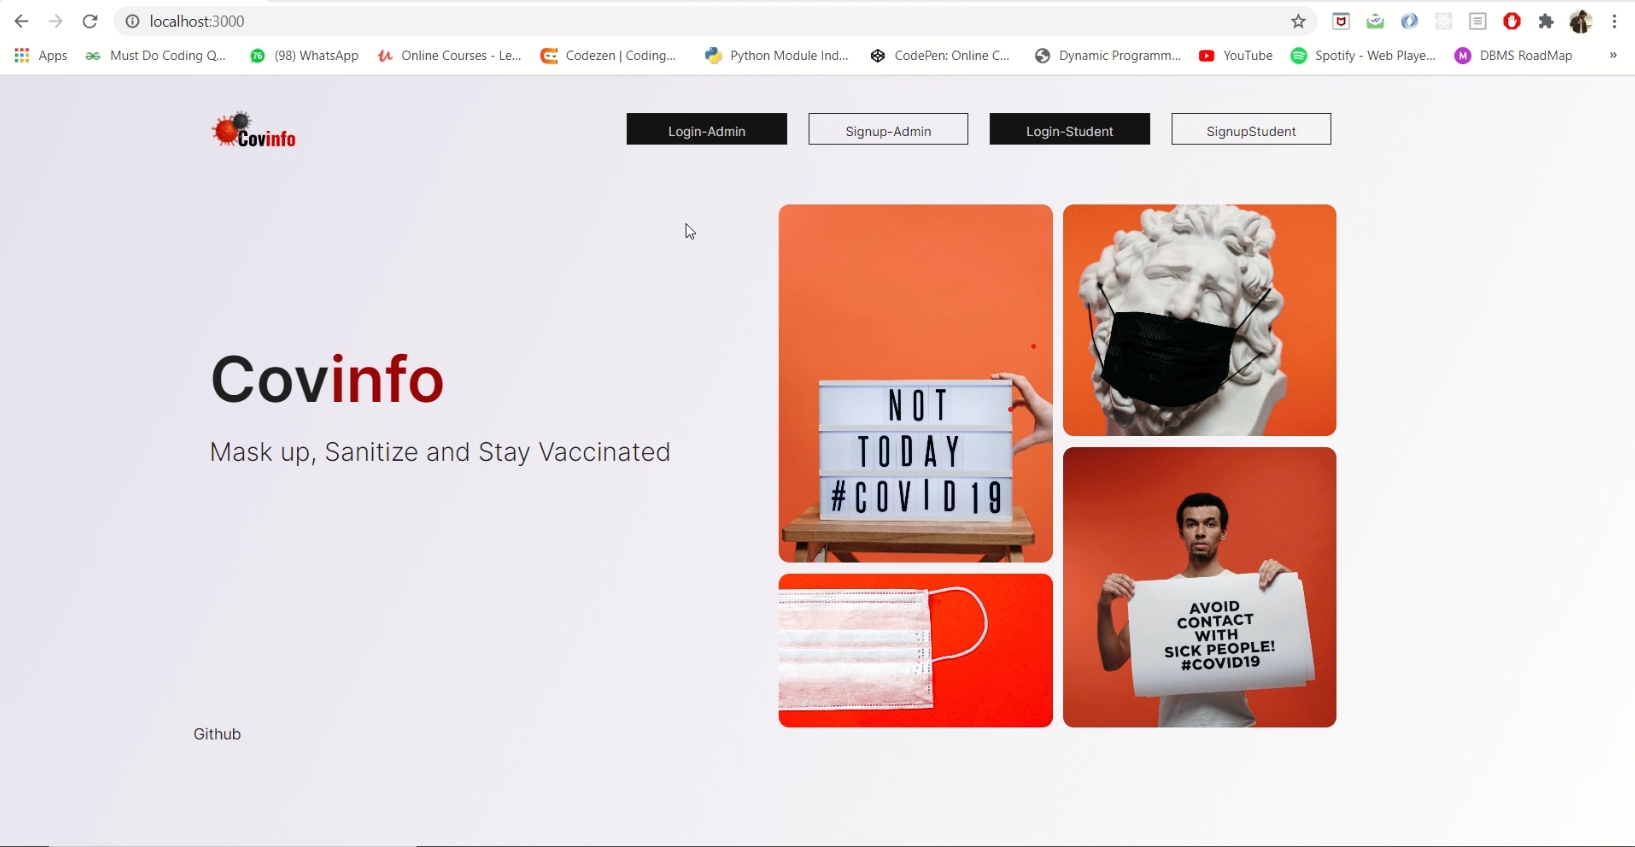 localhost:3000
Apps
Must Do Coding Q...
76
(98) WhatsApp
Online Courses - Le...
Codezen | Coding...
Python Module Ind...
CodePen: Online C...
Dynamic Programm...
YouTube
Spotify - Web Playe...
M
DBMS RoadMap
»
Covinfo
Login-Admin
Signup-Admin
Login-Student
SignupStudent
Covinfo
Mask up, Sanitize and Stay Vaccinated
NOT
TODAY
#COVID19
AVOID
CONTACT
WITH
SICK PEOPLE!
#COVID19
Github